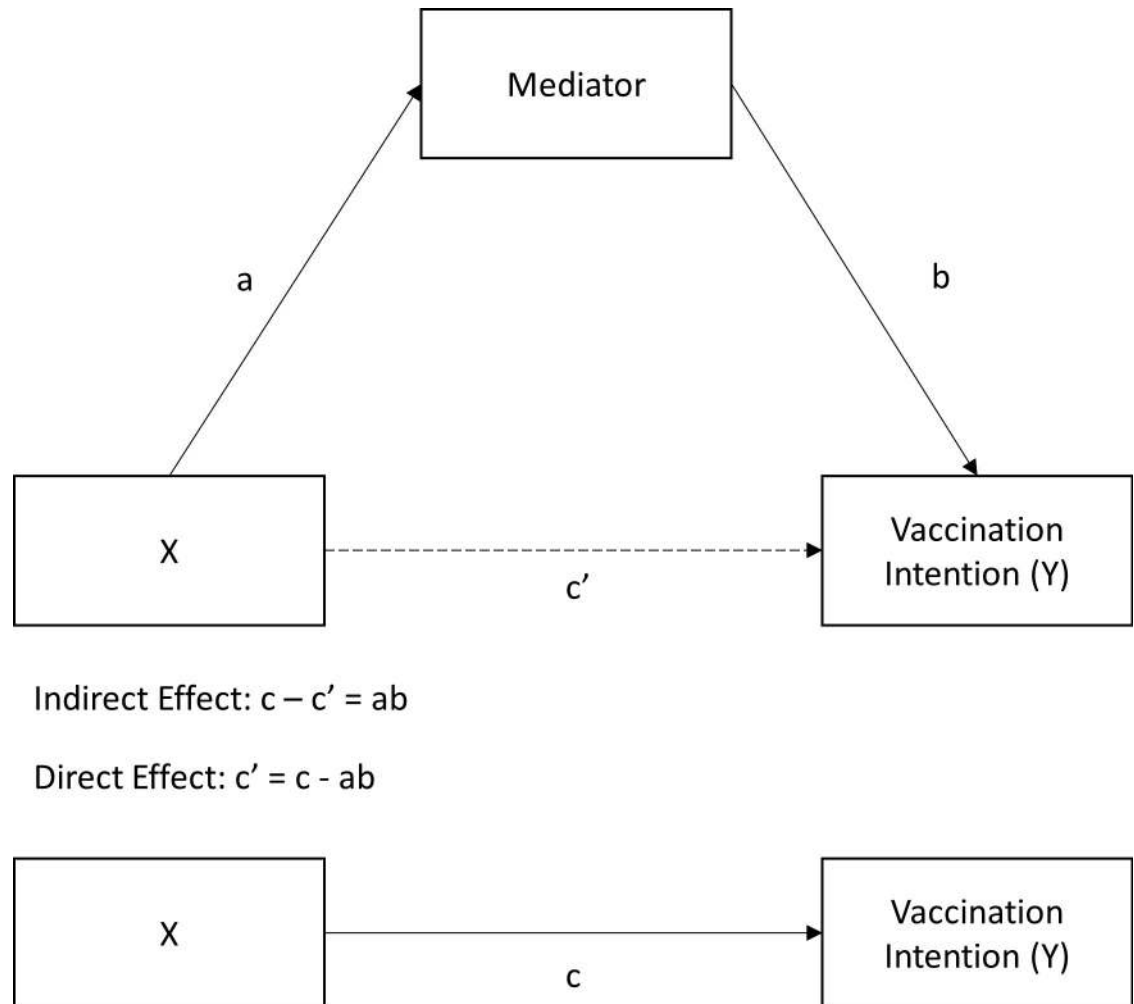 Mediator
a
b
X
Vaccination
Intention (Y)
c’
Indirect Effect: c – c’ = ab
Direct Effect: c’ = c - ab
X
Vaccination
Intention (Y)
c